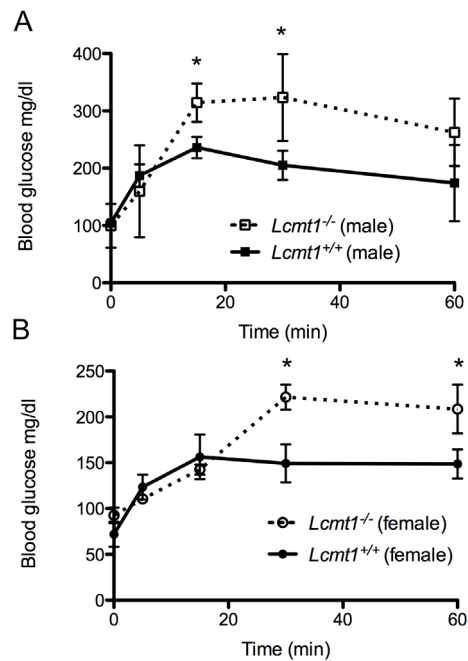 A
400
300
200
100
0
Blood glucose mg/dl
*
*
Lcmt1-/- (male)
Lcmt1+/+ (male)
0
20
40
60
Time (min)
B
250
200
150
100
50
0
Blood glucose mg/dl
*
*
Lcmt1-/- (female)
Lcmt1+/+ (female)
0
20
40
60
Time (min)